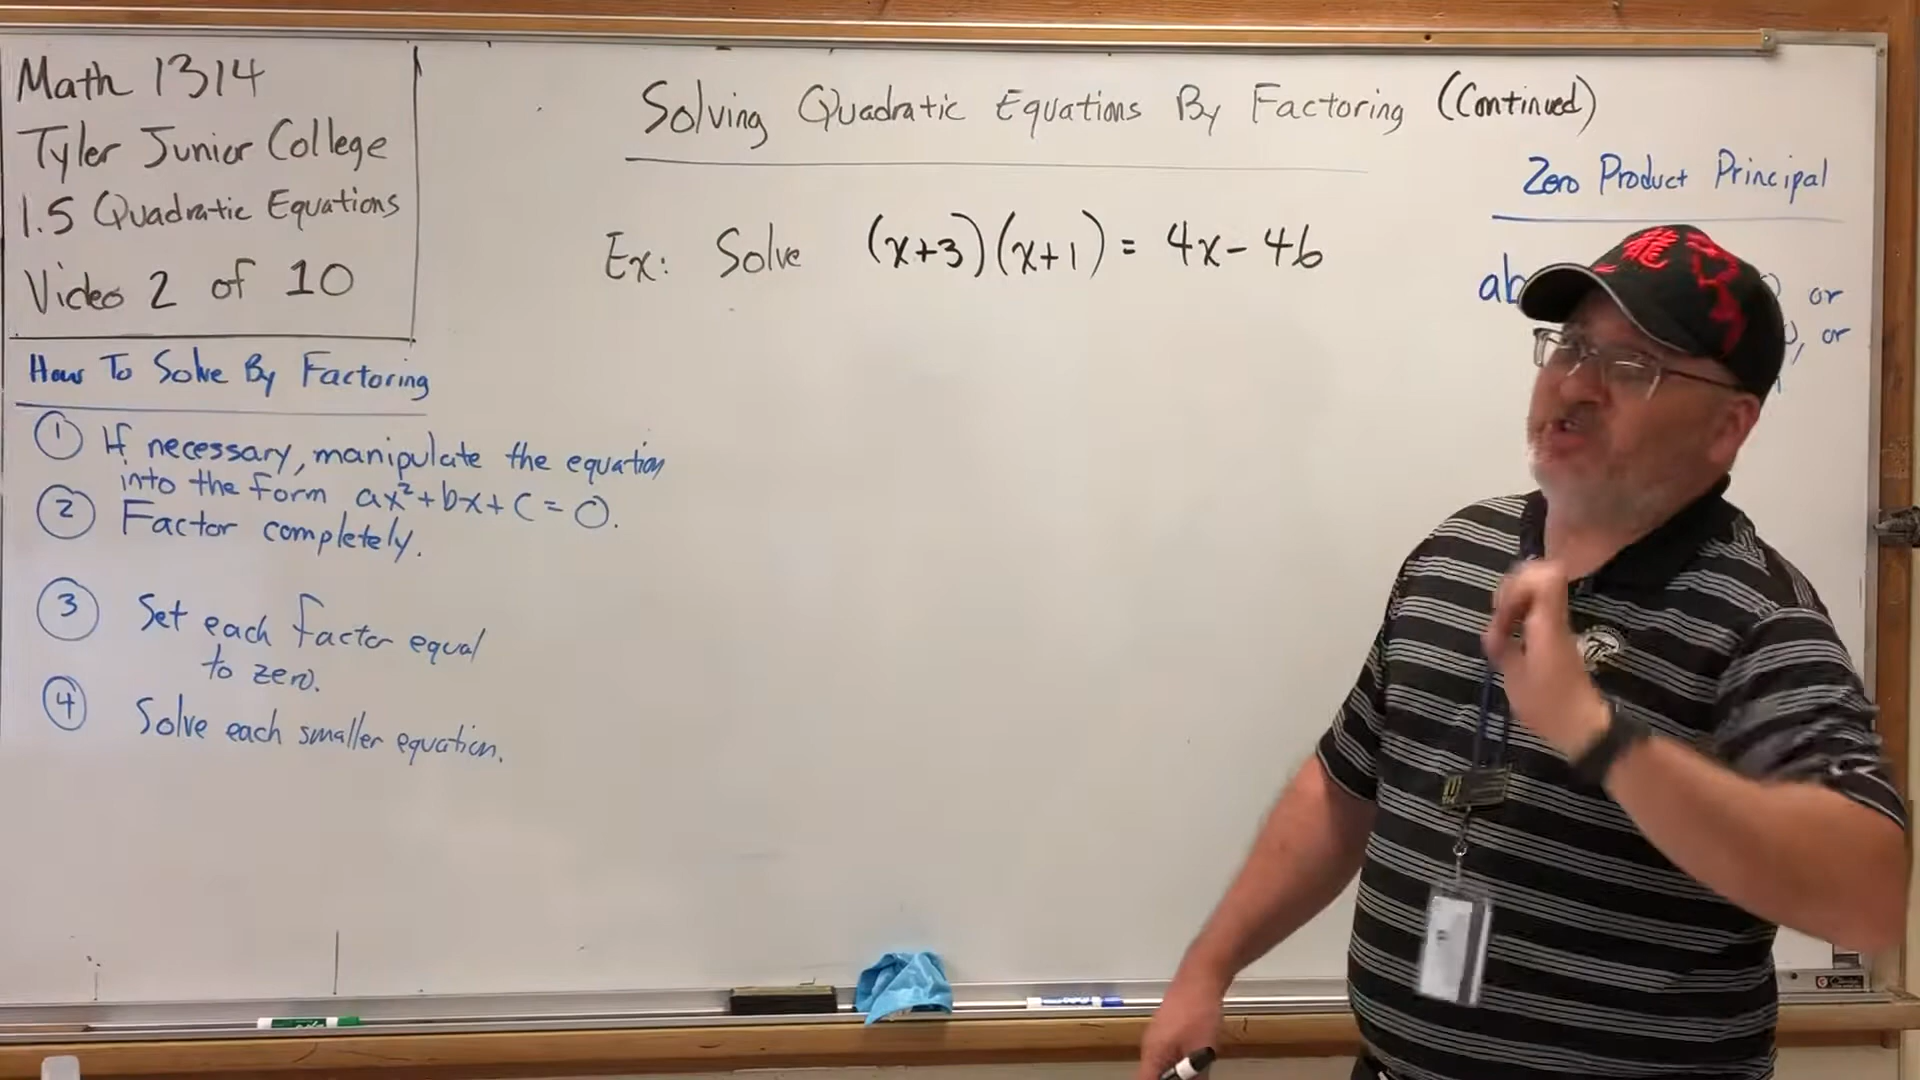 Math 1314
Tyler Junior College
1.5 Quadratic Equations
Video 2 of 10
How To Solve By Factoring
① If necessary, manipulate the equation
into the form ax²+bx+c=0.
② Factor completely.
③ Set each factor equal
to zero.
④ Solve each smaller equation.
Solving Quadratic Equations By Factoring (Continued)
Ex: Solve (x+3)(x+1) = 4x-46
Zero Product Principal
ab
or
, or